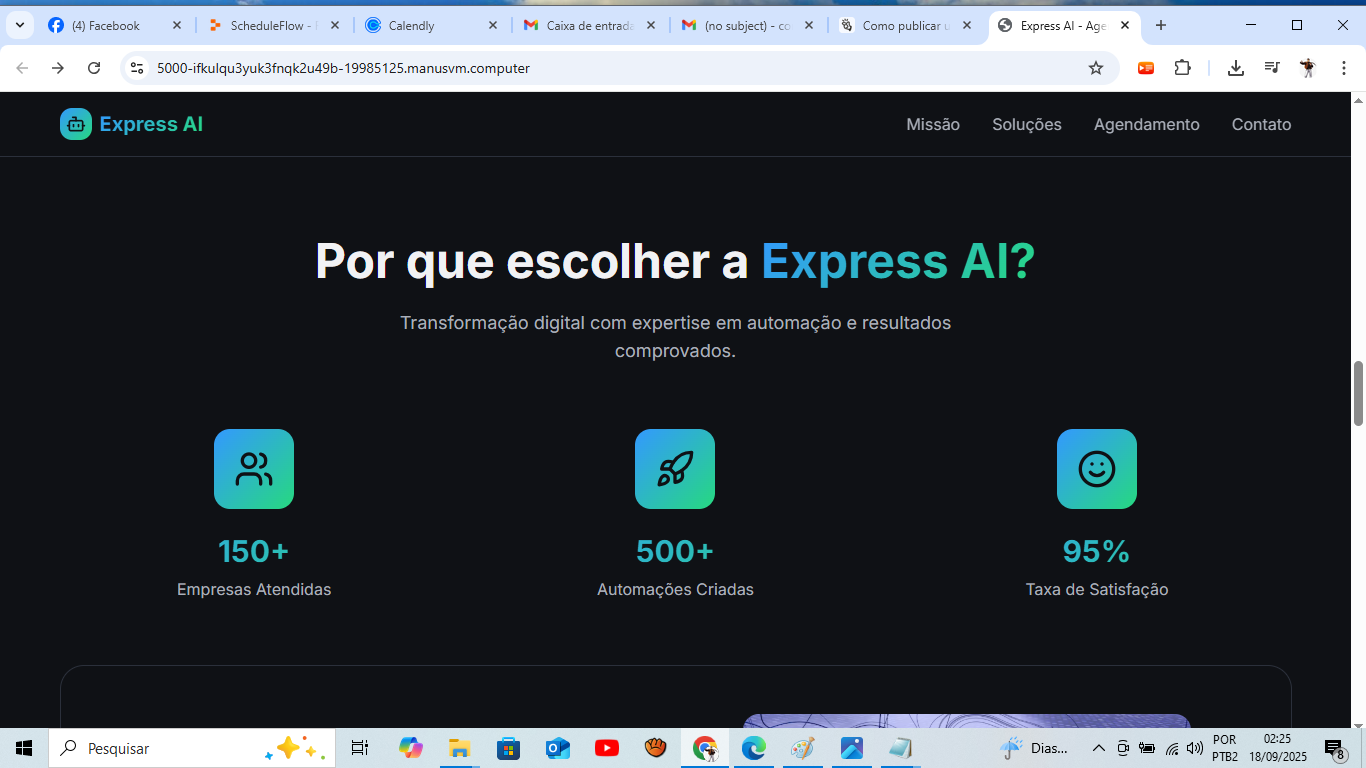 (4) Facebook
ScheduleFlow -
Calendly
Caixa de entrada
(no subject) - co
Como publicar u
Express AI - Age
5000-ifkulqu3yuk3fnqk2u49b-19985125.manusvm.computer
Express AI
Missão
Soluções
Agendamento
Contato
Por que escolher a Express AI?
Transformação digital com expertise em automação e resultados
comprovados.
150+
500+
95%
Empresas Atendidas
Automações Criadas
Taxa de Satisfação
Pesquisar
Dias...
POR
PTB2
02:25
18/09/2025
8